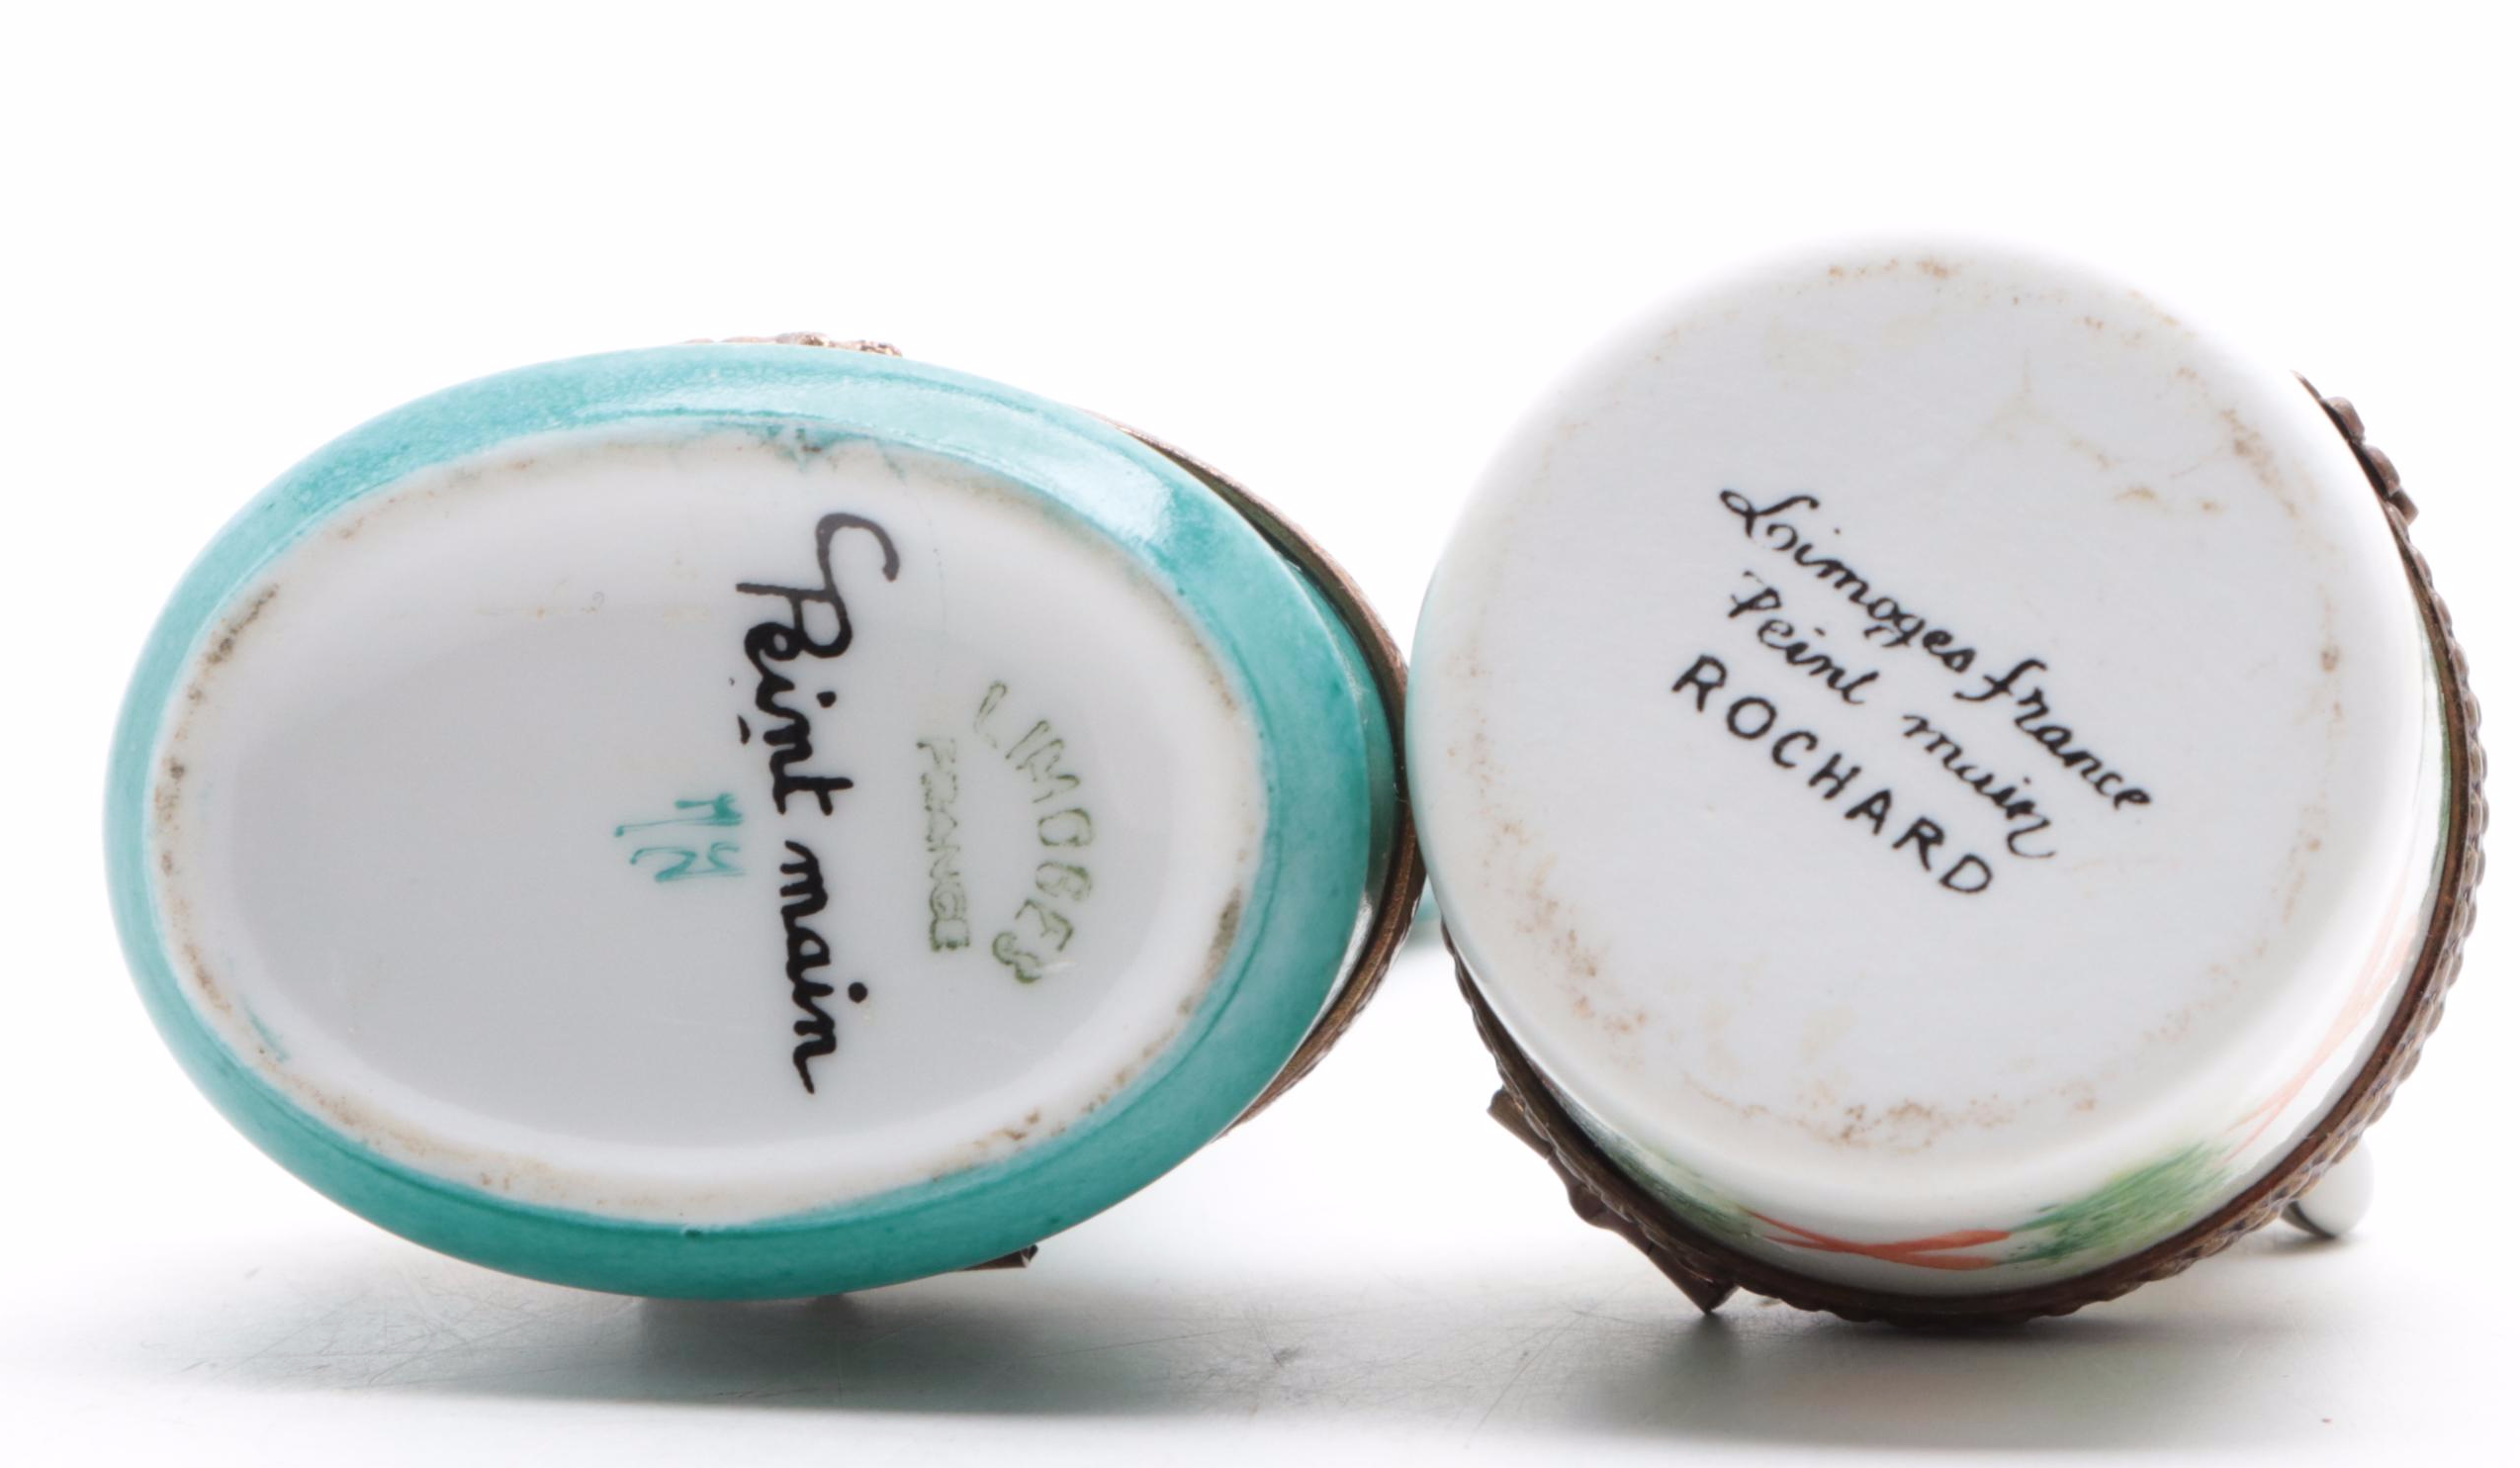 LIMOGES
FRANCE
Peint main
Limoges france
Peint main
ROCHARD